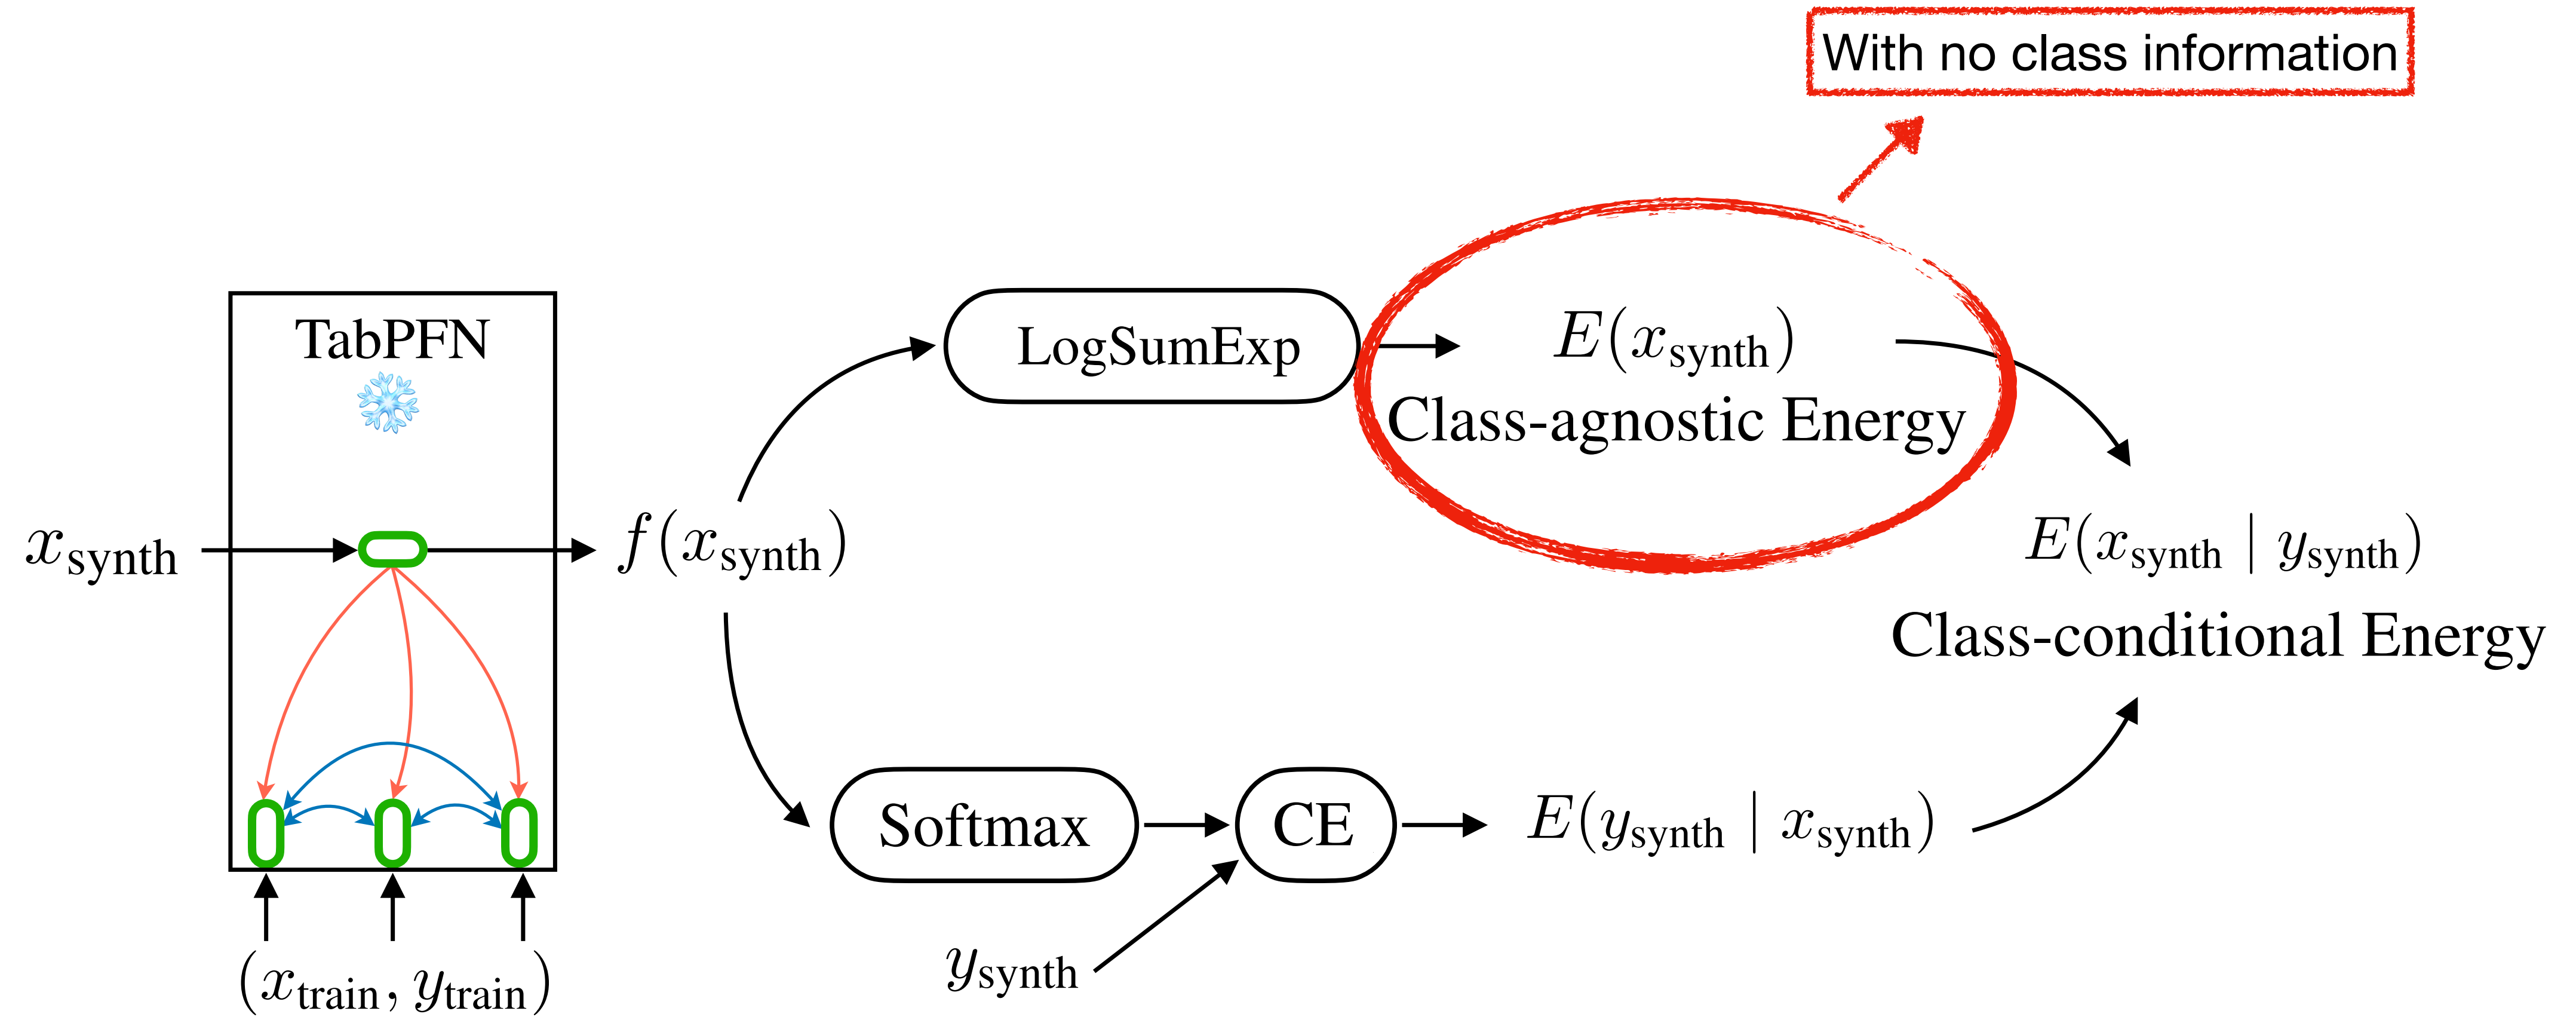 With no class information
TabPFN
LogSumExp
E(x_synth)
Class-agnostic Energy
x_synth
f(x_synth)
E(x_synth | y_synth)
Class-conditional Energy
Softmax
CE
E(y_synth | x_synth)
y_synth
(x_train, y_train)